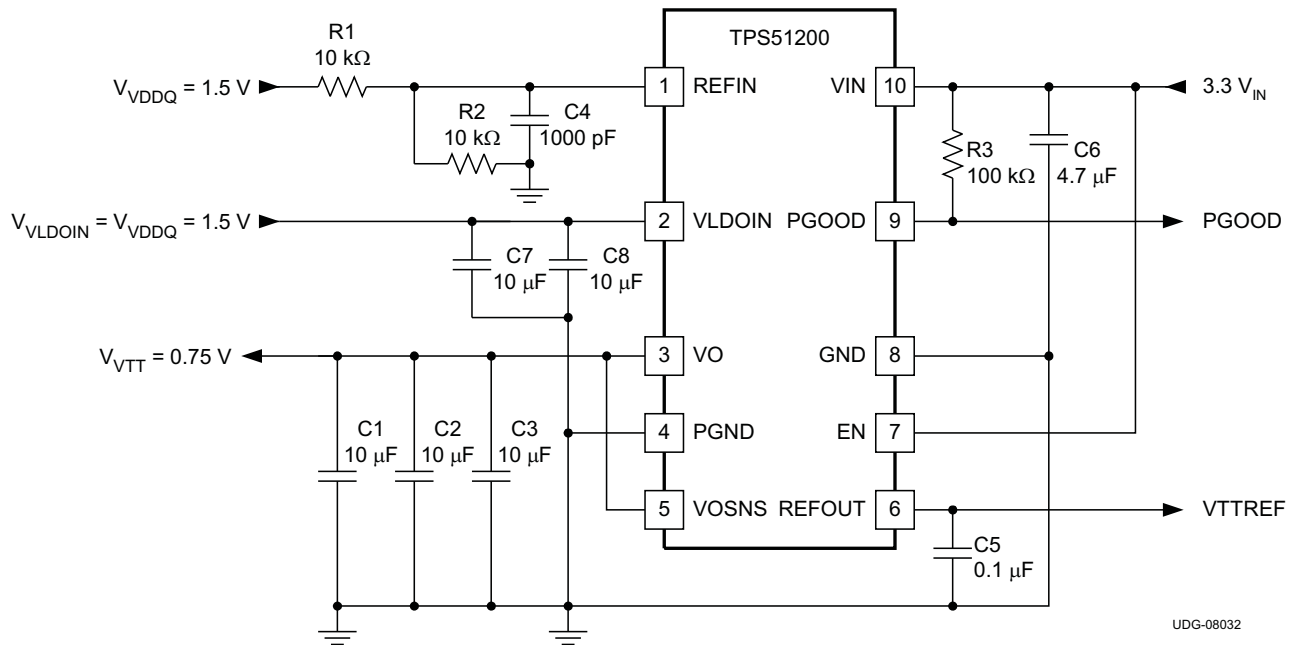 TPS51200
R1
10 kΩ
V_VDDQ = 1.5 V
1
REFIN
VIN
10
3.3 V_IN
R2
10 kΩ
C4
1000 pF
R3
100 kΩ
C6
4.7 μF
V_VLDOIN = V_VDDQ = 1.5 V
2
VLDOIN
PGOOD
9
PGOOD
C7
10 μF
C8
10 μF
V_VTT = 0.75 V
3
VO
GND
8
C1
10 μF
C2
10 μF
C3
10 μF
4
PGND
EN
7
5
VOSNS
REFOUT
6
VTTREF
C5
0.1 μF
UDG-08032